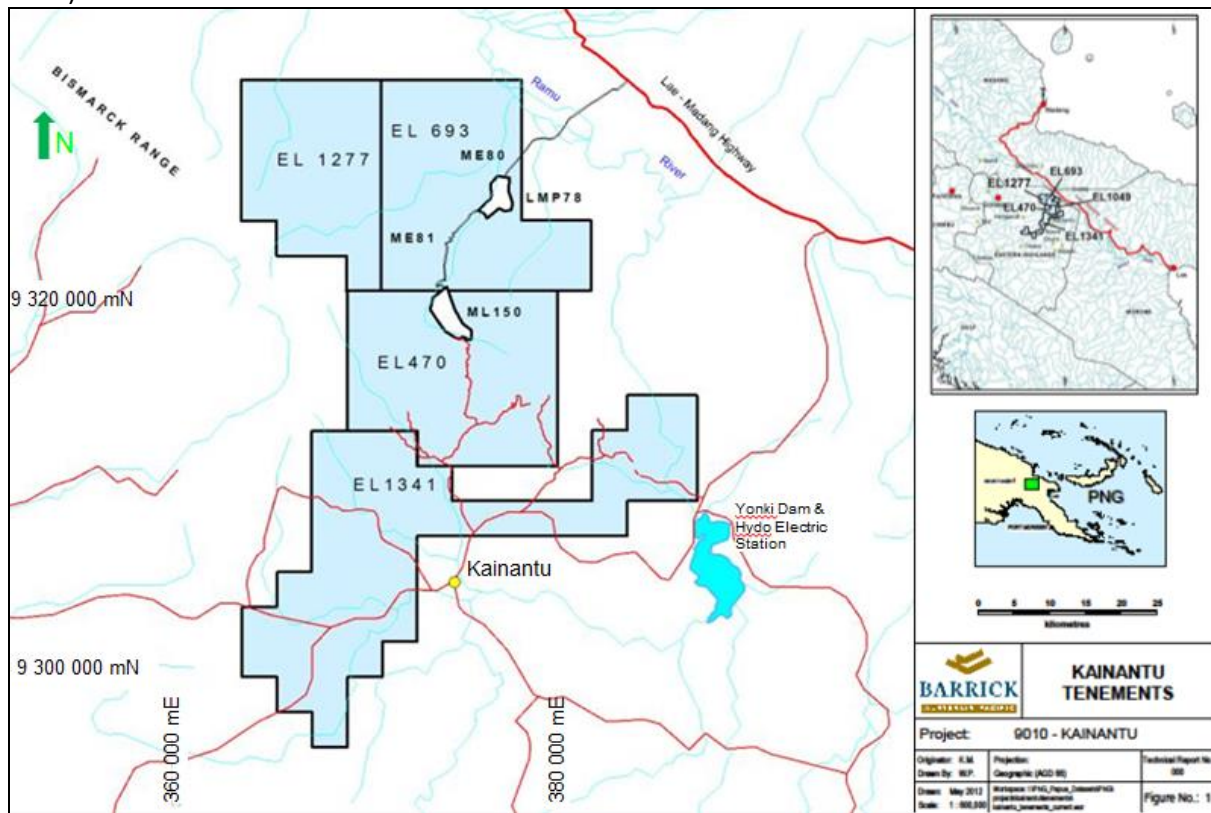 BISMARCK RANGE
N
EL 1277
EL 693
ME80
LMP78
ME81
Ramu
River
Lae - Madang Highway
9 320 000 mN
ML150
EL470
EL1341
Yonki Dam &
Hydo Electric
Station
Kainantu
9 300 000 mN
360 000 mE
380 000 mE
Madang
EL693
EL1277
EL1049
EL470
EL1341
Lae
PNG
0 5 10 15 20 25
kilometres
BARRICK
KAINANTU
TENEMENTS
Project: 9010 - KAINANTU
Originator: K.M.
Drawn By: W.P.
Projection:
Geographic (AGD 66)
Technical Report No
000
Drawn: May 2012
Figure No.: 1